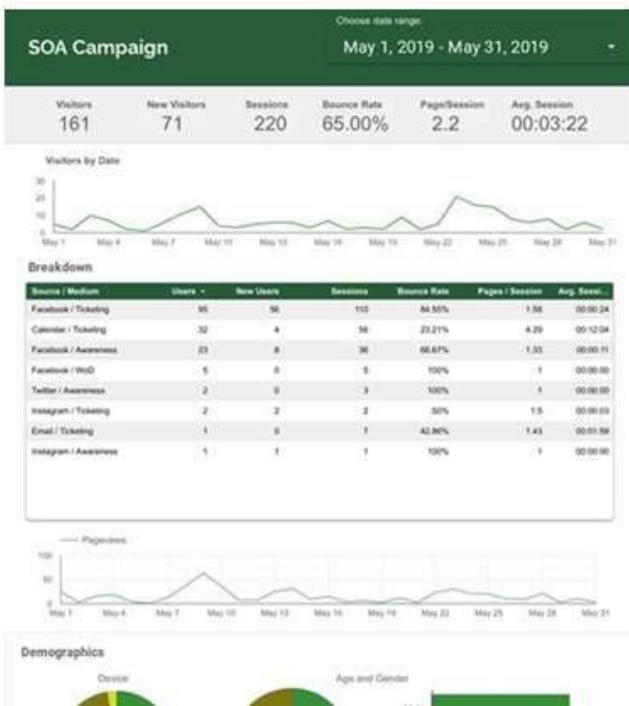 Choose date range:
SOA Campaign
May 1, 2019 - May 31, 2019
Visitors New Visitors Sessions Bounce Rate Page/Session Avg. Session
161 71 220 65.00% 2.2 00:03:22
Visitors by Date
30
20
10
0
May 1 May 4 May 7 May 10 May 13 May 16 May 19 May 22 May 25 May 28 May 31
Breakdown
Source / Medium Users New Users Sessions Bounce Rate Pages / Session Avg. Sessi...
Facebook / Ticketing 95 56 110 84.55% 1.56 00:00:24
Calendar / Ticketing 32 4 56 23.21% 4.29 00:12:04
Facebook / Awareness 23 8 36 66.67% 1.33 00:00:11
Facebook / WoD 5 0 5 100% 1 00:00:00
Twitter / Awareness 2 0 3 100% 1 00:00:00
Instagram / Ticketing 2 2 2 50% 1.5 00:00:03
Email / Ticketing 1 0 7 42.86% 1.43 00:01:58
Instagram / Awareness 1 1 1 100% 1 00:00:00
Pageviews
100
50
0
May 1 May 4 May 7 May 10 May 13 May 16 May 19 May 22 May 25 May 28 May 31
Demographics
Device Age and Gender